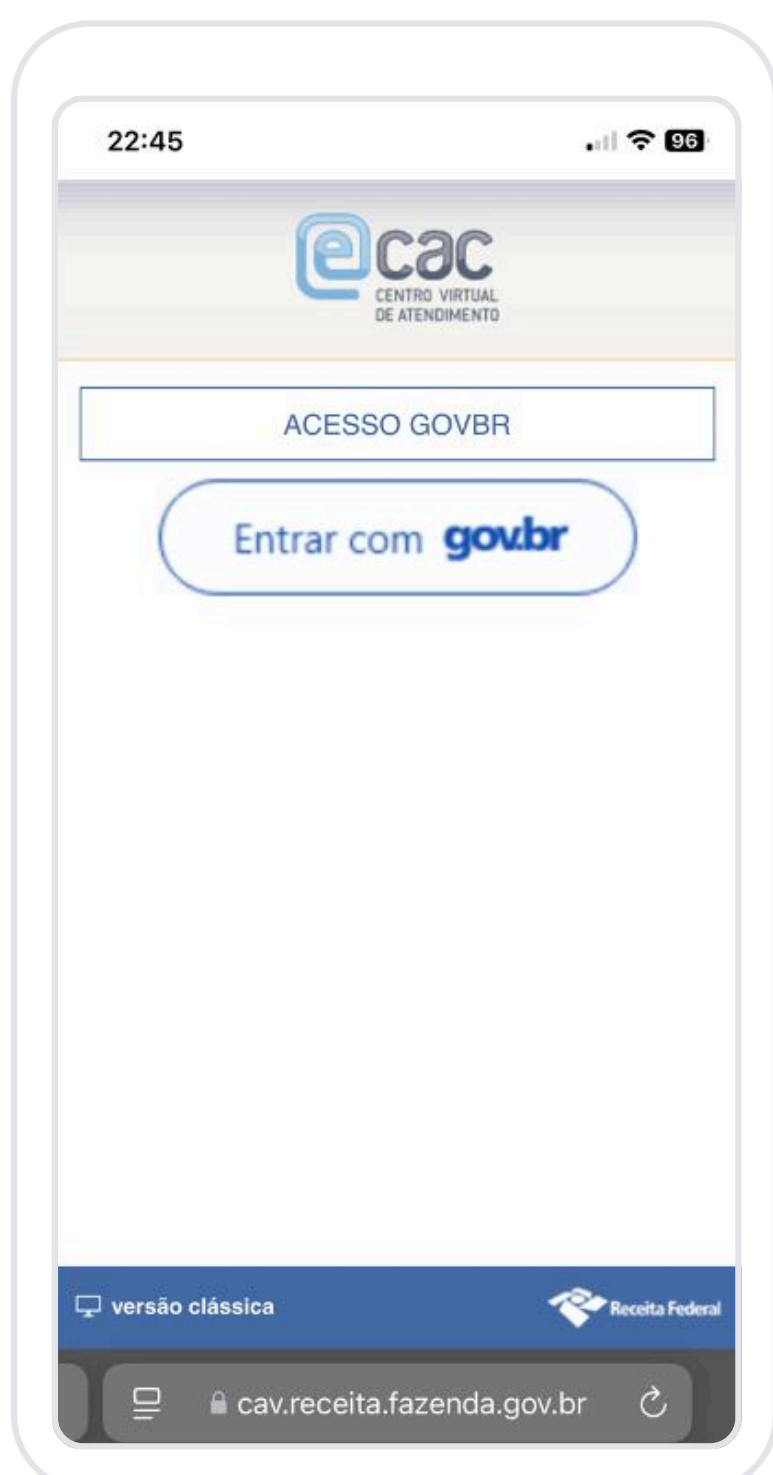 22:45
96
ecac
CENTRO VIRTUAL
DE ATENDIMENTO
ACESSO GOVBR
Entrar com gov.br
versão clássica
Receita Federal
cav.receita.fazenda.gov.br